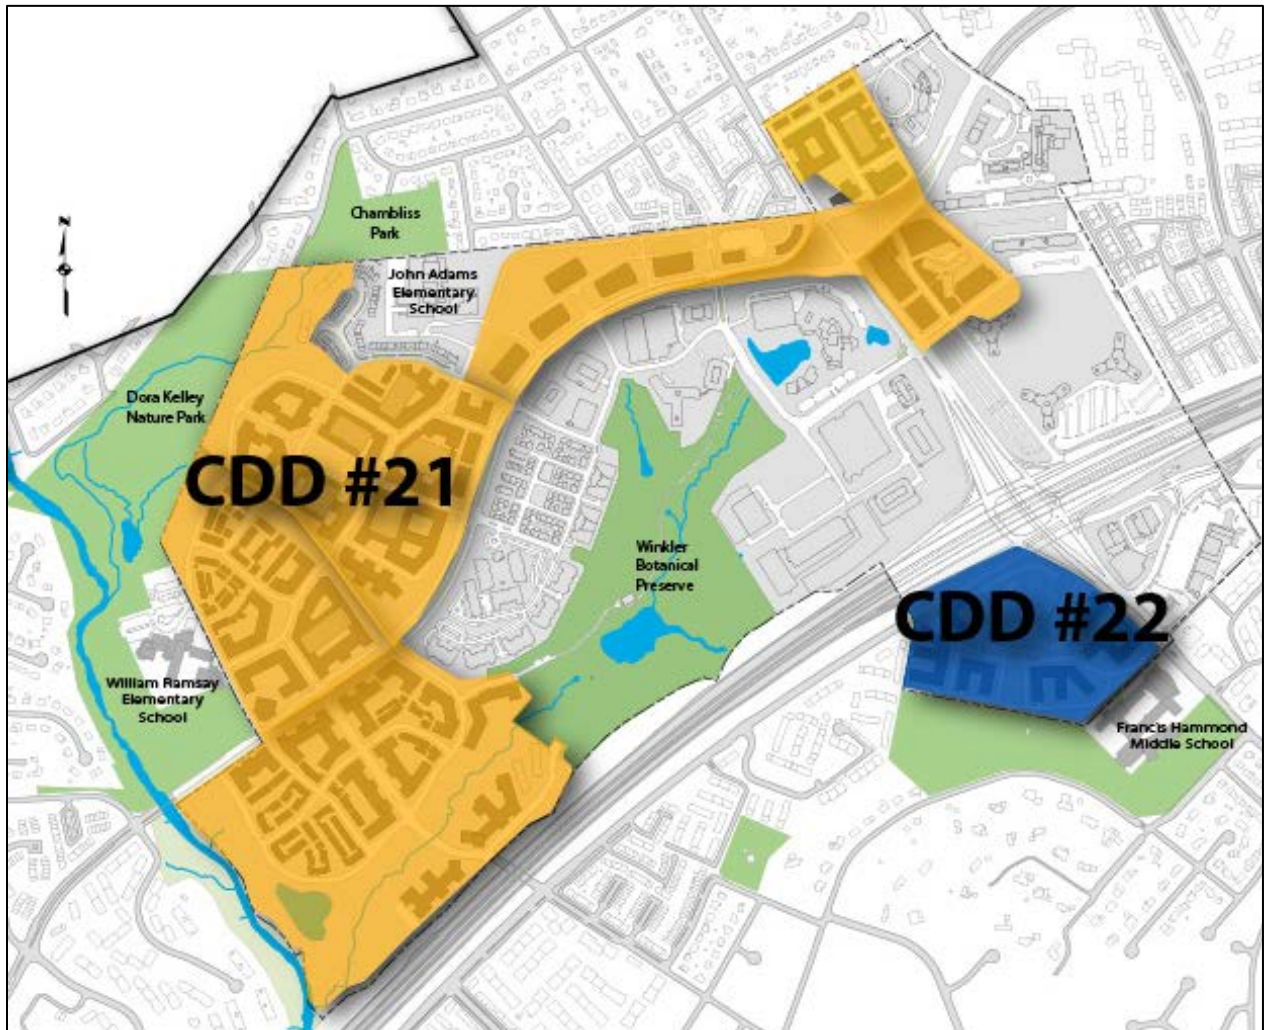 N
Chambliss
Park
John Adams
Elementary
School
Dora Kelley
Nature Park
CDD #21
Winkler
Botanical
Preserve
CDD #22
William Ramsay
Elementary
School
Francis Hammond
Middle School